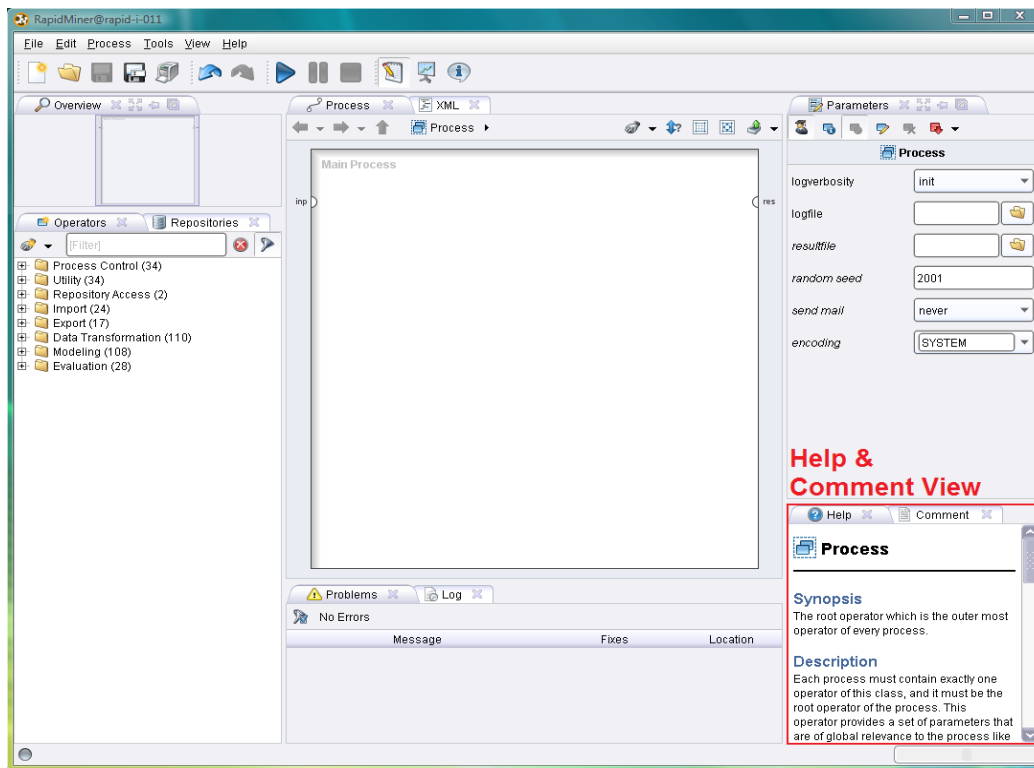 RapidMiner@rapid-i-011
File Edit Process Tools View Help
Overview
Process XML
Parameters
Process
Main Process
inp
res
Process
logverbosity init
logfile
resultfile
random seed 2001
send mail never
encoding SYSTEM
Operators Repositories
[Filter]
Process Control (34)
Utility (34)
Repository Access (2)
Import (24)
Export (17)
Data Transformation (110)
Modeling (108)
Evaluation (28)
Help &
Comment View
Help Comment
Process
Synopsis
The root operator which is the outer most
operator of every process.
Description
Each process must contain exactly one
operator of this class, and it must be the
root operator of the process. This
operator provides a set of parameters that
are of global relevance to the process like
Problems Log
No Errors
Message Fixes Location